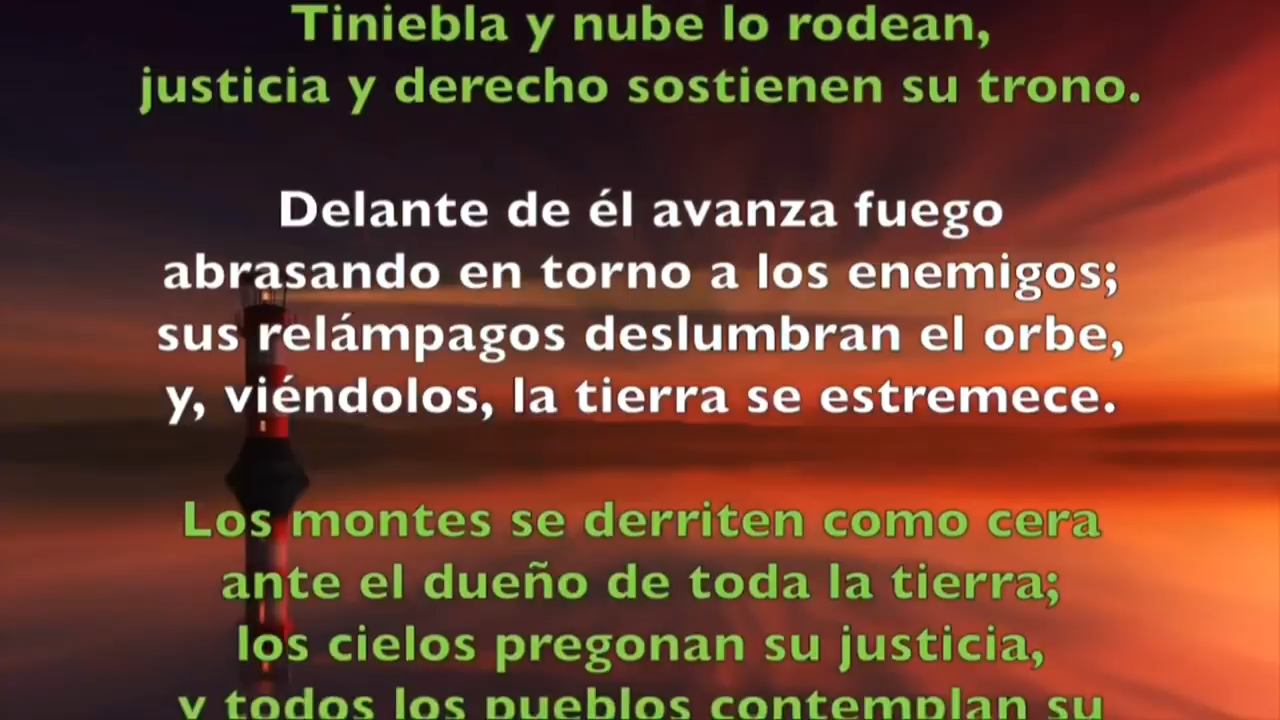 Tiniebla y nube lo rodean,
justicia y derecho sostienen su trono.
Delante de él avanza fuego
abrasando en torno a los enemigos;
sus relámpagos deslumbran el orbe,
y, viéndolos, la tierra se estremece.
Los montes se derriten como cera
ante el dueño de toda la tierra;
los cielos pregonan su justicia,
y todos los pueblos contemplan su